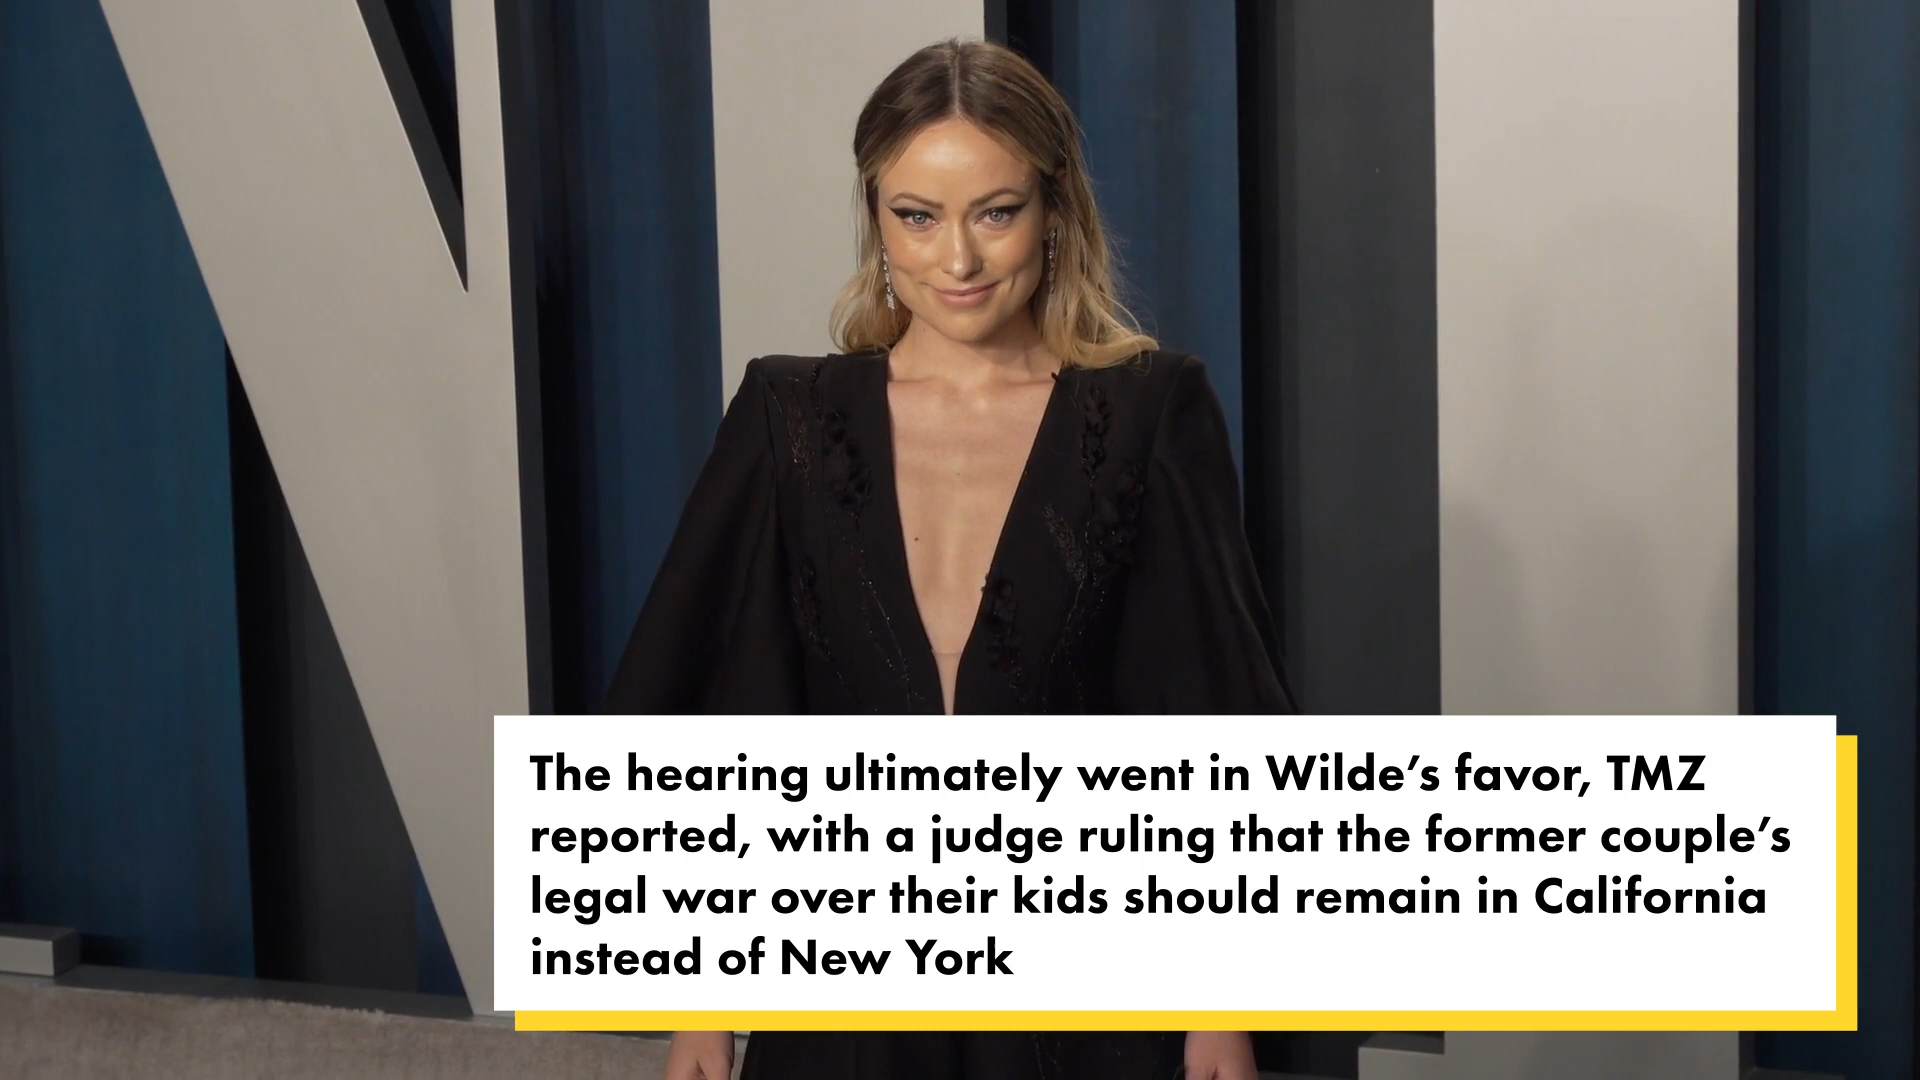 The hearing ultimately went in Wilde’s favor, TMZ
reported, with a judge ruling that the former couple’s
legal war over their kids should remain in California
instead of New York